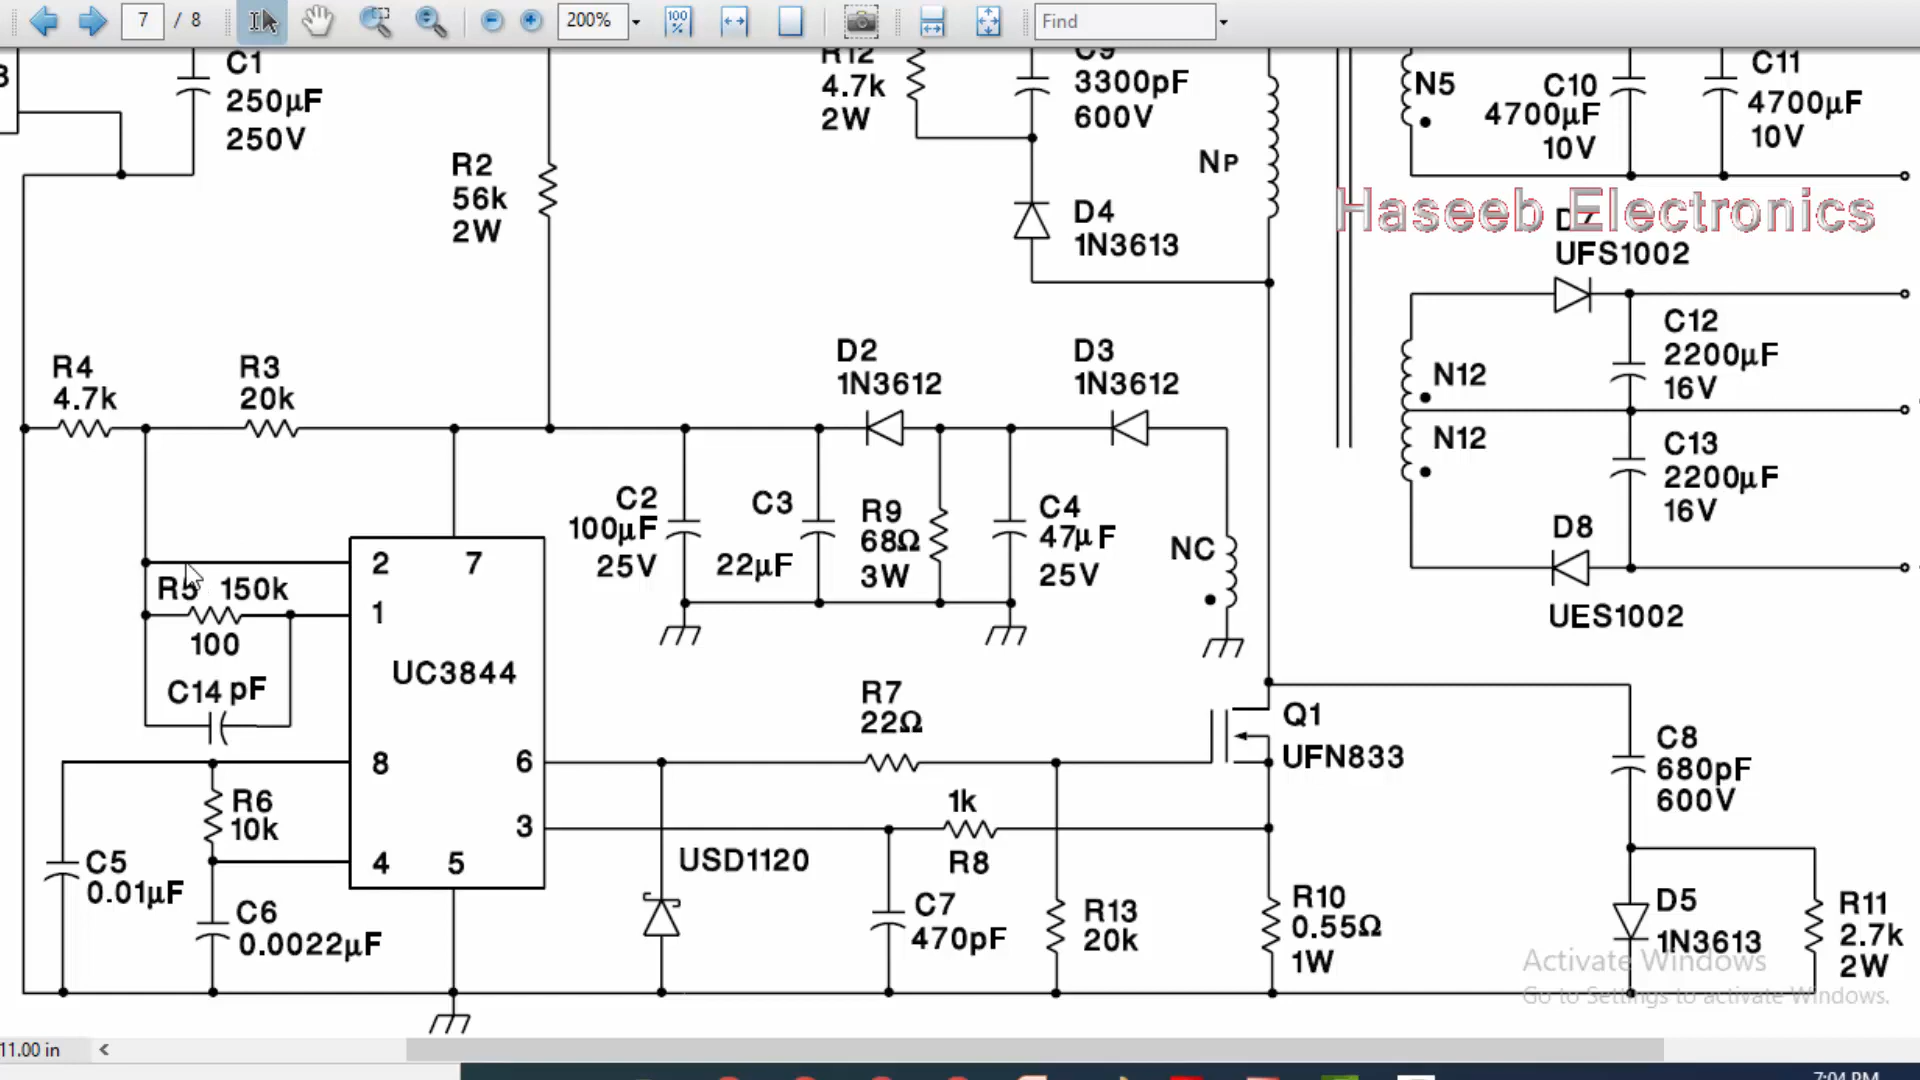 7 / 8
100
%
200%
Find
3
C1
250µF
250V
R12
4.7k
2W
C9
3300pF
600V
N5
C10
4700µF
10V
C11
4700µF
10V
R2
56k
2W
NP
D4
1N3613
Haseeb Electronics
D7
UFS1002
R4
4.7k
R3
20k
D2
1N3612
D3
1N3612
N12
C12
2200µF
16V
N12
C13
2200µF
16V
C2
100µF
25V
C3
22µF
R9
68Ω
3W
C4
47µF
25V
NC
D8
UES1002
2
7
R5 150k
1
100
C14 pF
UC3844
R7
22Ω
Q1
UFN833
C8
680pF
600V
8
6
R6
10k
1k
R8
3
4
5
USD1120
C5
0.01µF
C6
0.0022µF
C7
470pF
R13
20k
R10
0.55Ω
1W
D5
1N3613
R11
2.7k
2W
Activate Windows
Go to Settings to activate Windows.
11.00 in
<
7:04 PM